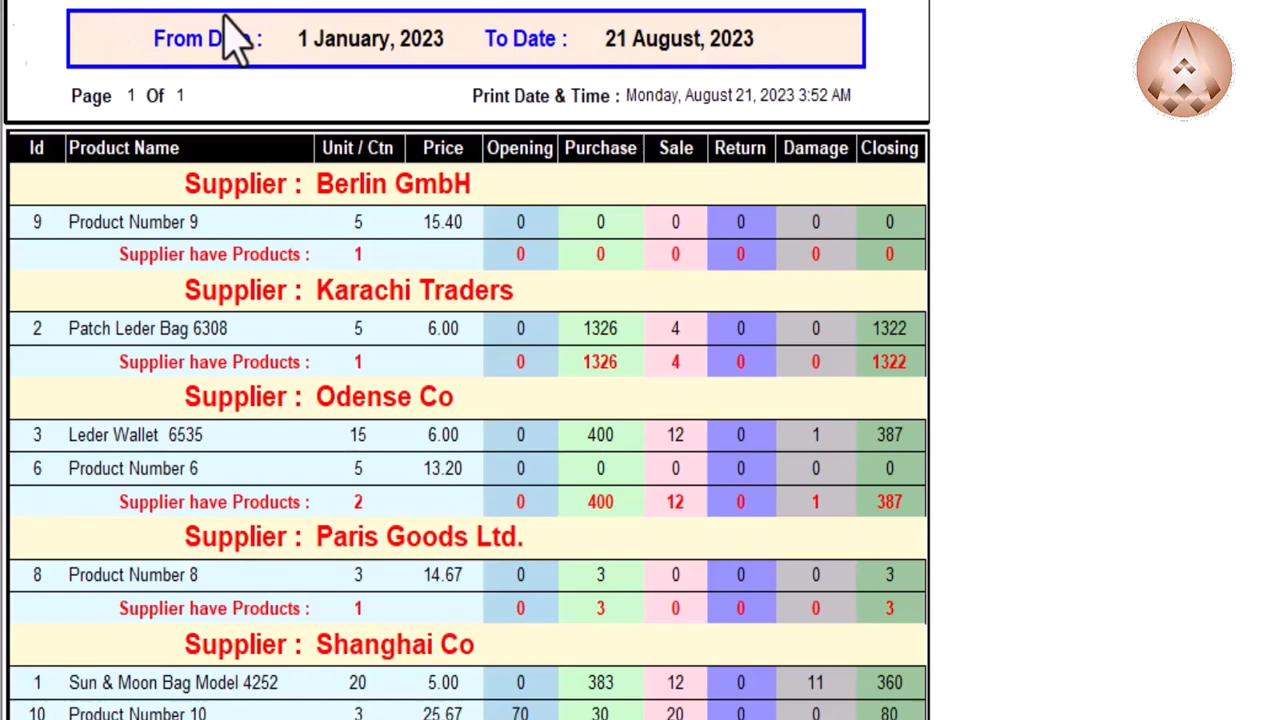 From D : 1 January, 2023 To Date : 21 August, 2023
Page 1 Of 1 Print Date & Time : Monday, August 21, 2023 3:52 AM
Id Product Name Unit / Ctn Price Opening Purchase Sale Return Damage Closing
Supplier : Berlin GmbH
9 Product Number 9 5 15.40 0 0 0 0 0 0
Supplier have Products : 1 0 0 0 0 0 0
Supplier : Karachi Traders
2 Patch Leder Bag 6308 5 6.00 0 1326 4 0 0 1322
Supplier have Products : 1 0 1326 4 0 0 1322
Supplier : Odense Co
3 Leder Wallet 6535 15 6.00 0 400 12 0 1 387
6 Product Number 6 5 13.20 0 0 0 0 0 0
Supplier have Products : 2 0 400 12 0 1 387
Supplier : Paris Goods Ltd.
8 Product Number 8 3 14.67 0 3 0 0 0 3
Supplier have Products : 1 0 3 0 0 0 3
Supplier : Shanghai Co
1 Sun & Moon Bag Model 4252 20 5.00 0 383 12 0 11 360
10 Product Number 10 3 25.67 70 30 20 0 0 80